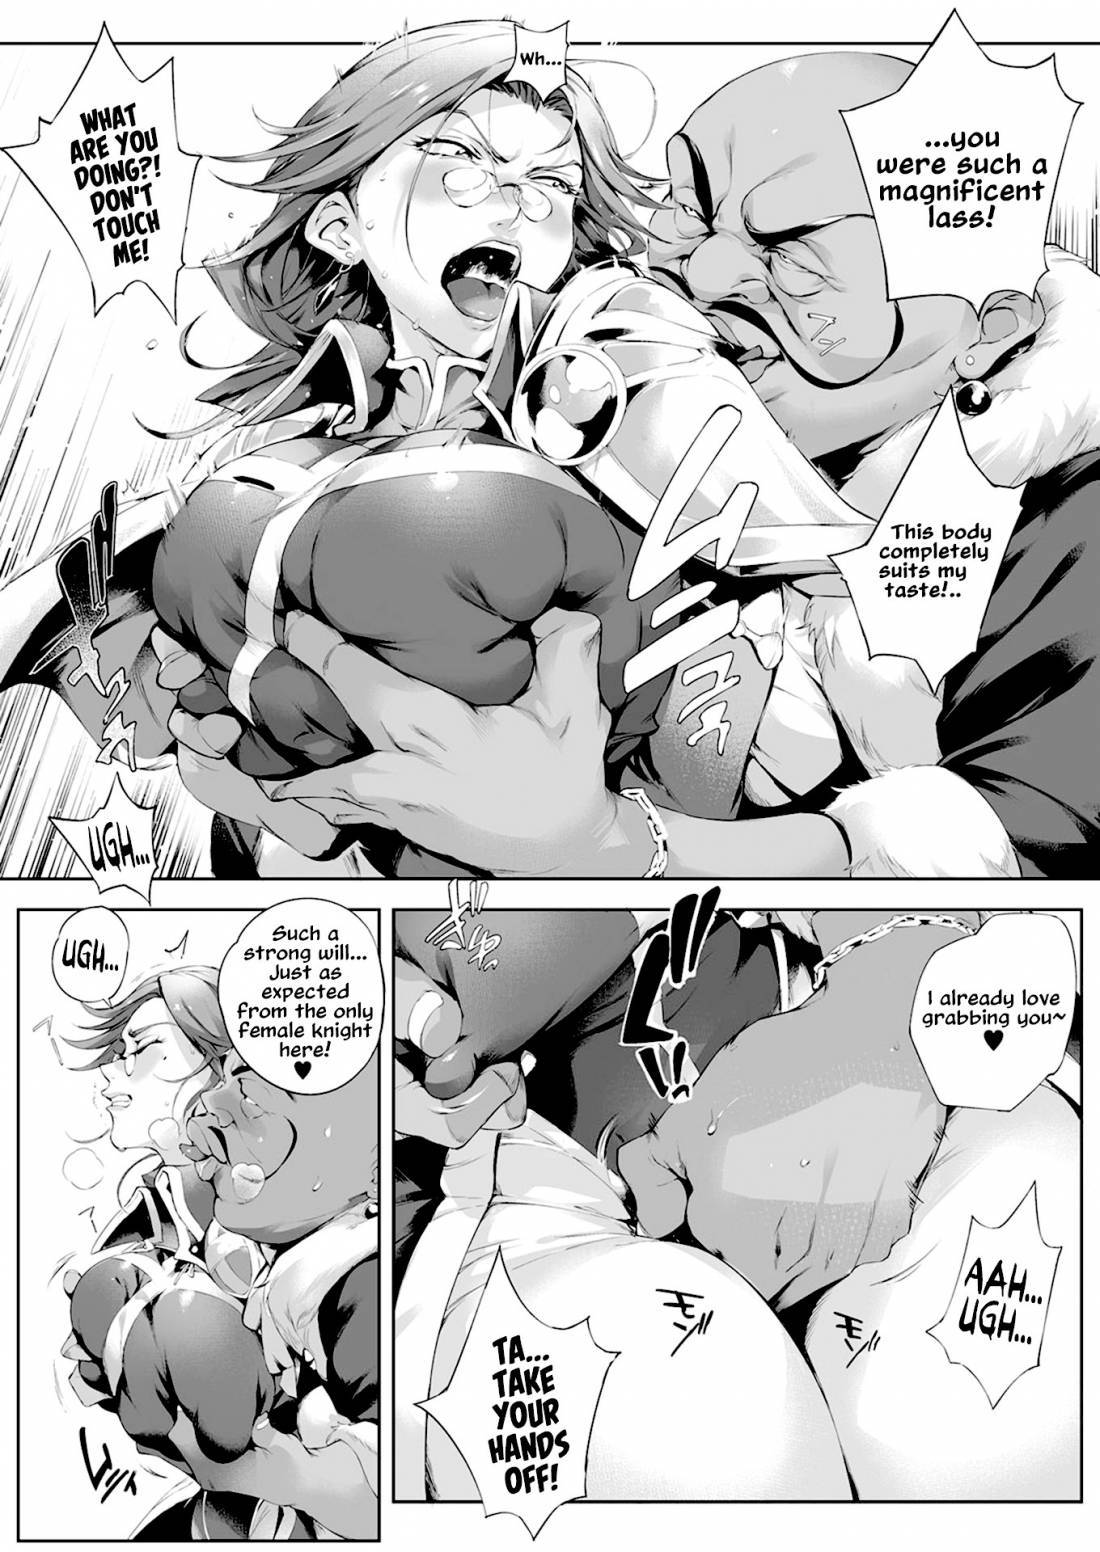 Wh...
...you
were such a
magnificent
lass!
WHAT
ARE YOU
DOING?!
DON'T
TOUCH
ME!
This body
completely
suits my
taste!..
UGH...
I already love
grabbing you~
♥
AAH...
UGH...
TA...
TAKE
YOUR
HANDS
OFF!
Such a
strong will...
Just as
expected
from the only
female knight
here!
♥
UGH...